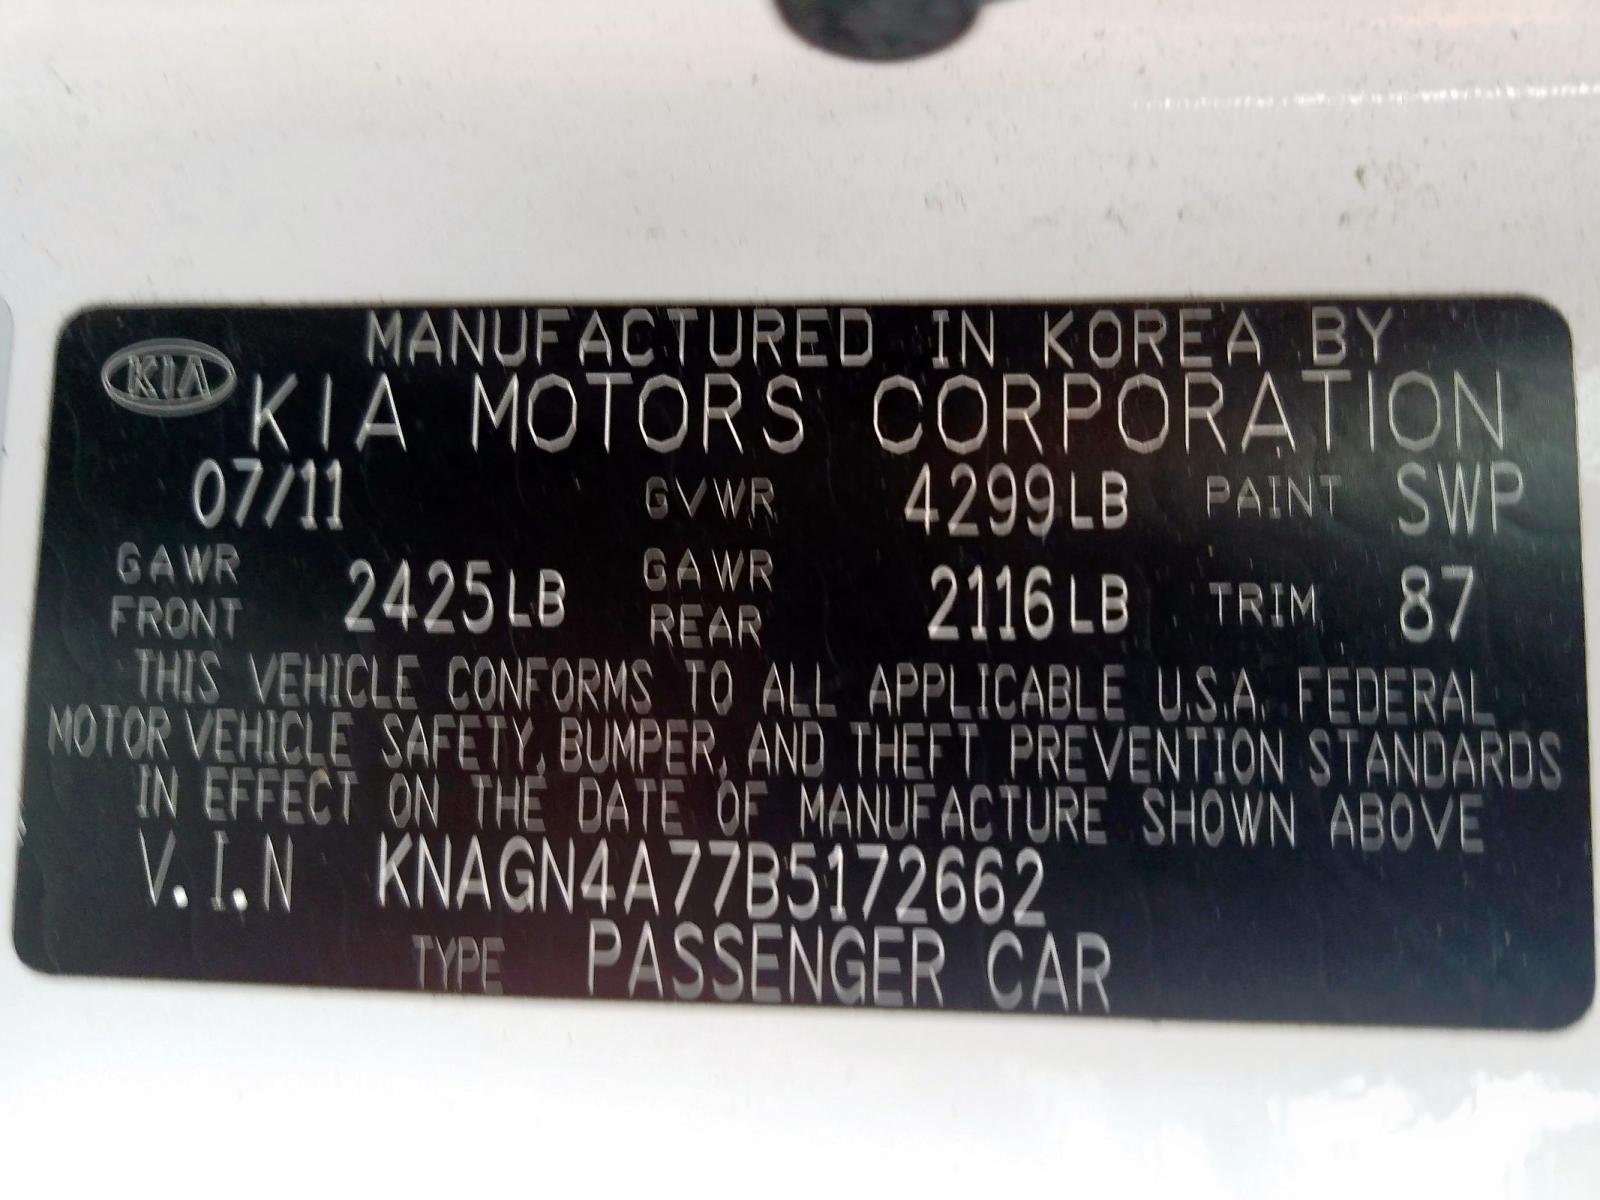 MANUFACTURED IN KOREA BY
KIA KIA MOTORS CORPORATION
07/11 GVWR 4299LB PAINT SWP
GAWR FRONT 2425LB GAWR REAR 2116LB TRIM 87
THIS VEHICLE CONFORMS TO ALL APPLICABLE U.S.A. FEDERAL
MOTOR VEHICLE SAFETY, BUMPER, AND THEFT PREVENTION STANDARDS
IN EFFECT ON THE DATE OF MANUFACTURE SHOWN ABOVE
V.I.N KNAGN4A77B5172662
TYPE PASSENGER CAR